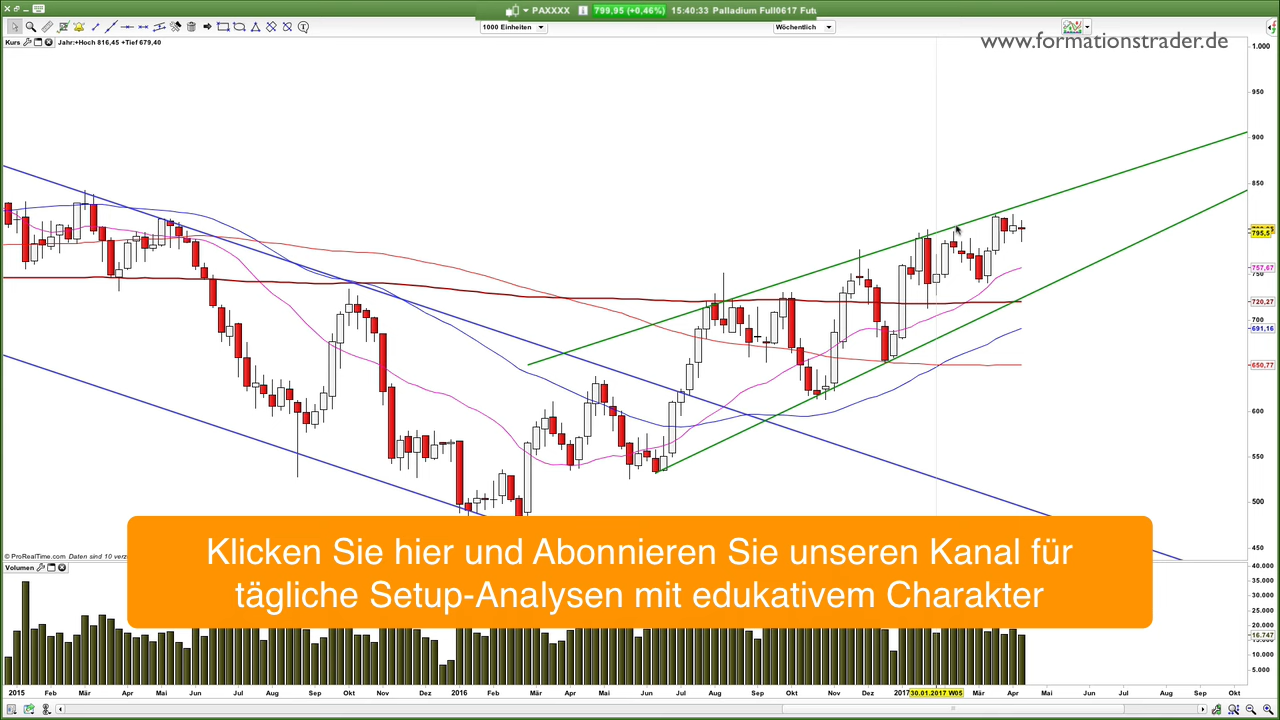 PAXXXX
799,95 (+0,46%)
15:40:33 Palladium Full0617 Futu
1000 Einheiten
Wöchentlich
www.formationstrader.de
Kurs
Jahr:+Hoch 816,45 +Tief 679,40
1.000
950
900
850
795,5
757,67
750
720,27
700
691,16
650,77
600
550
500
450
Klicken Sie hier und Abonnieren Sie unseren Kanal für
tägliche Setup-Analysen mit edukativem Charakter
© ProRealTime.com Daten sind 10 verz
Volumen
40.000
35.000
30.000
25.000
20.000
16.747
10.000
5.000
2015 Feb Mär Apr Mai Jun Jul Aug Sep Okt Nov Dez 2016 Feb Mär Apr Mai Jun Jul Aug Sep Okt Nov Dez 2017 30.01.2017 W05 Mär Apr Mai Jun Jul Aug Sep Okt